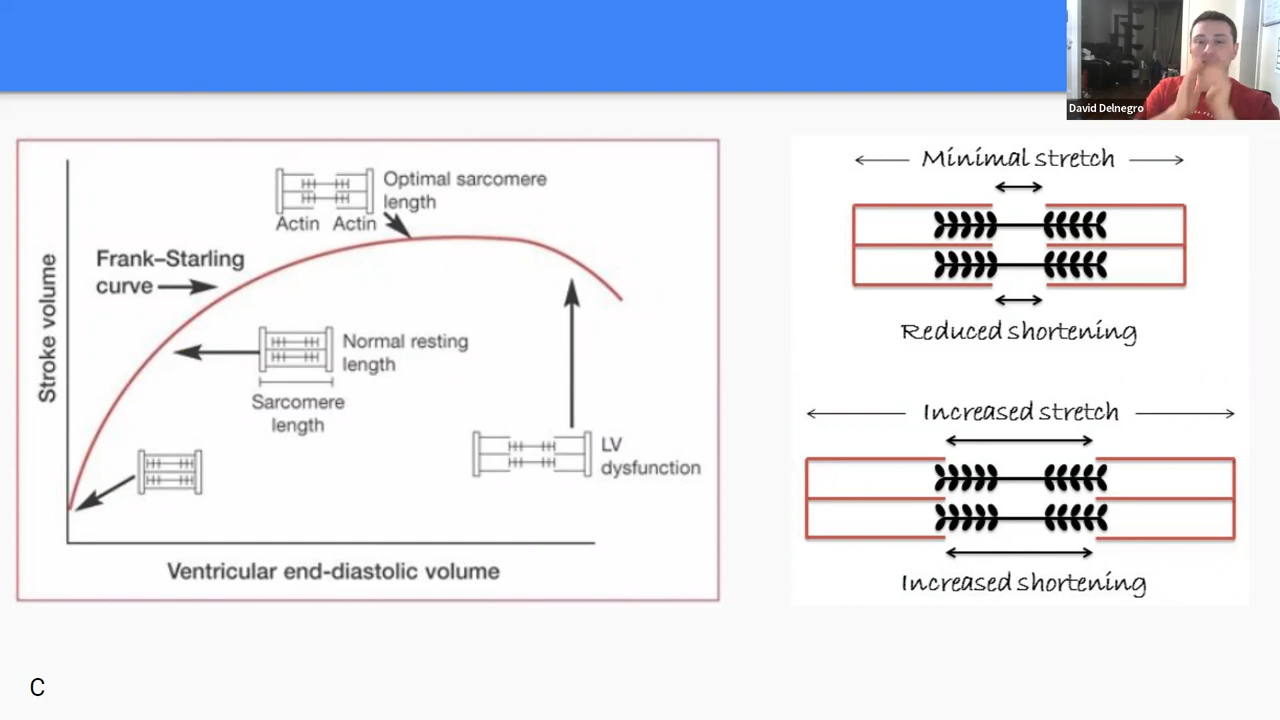 David Delnegro
Optimal sarcomere
length
Actin Actin
Frank–Starling
curve
Normal resting
length
Sarcomere
length
LV
dysfunction
Stroke volume
Ventricular end-diastolic volume
Minimal stretch
Reduced shortening
Increased stretch
Increased shortening
C